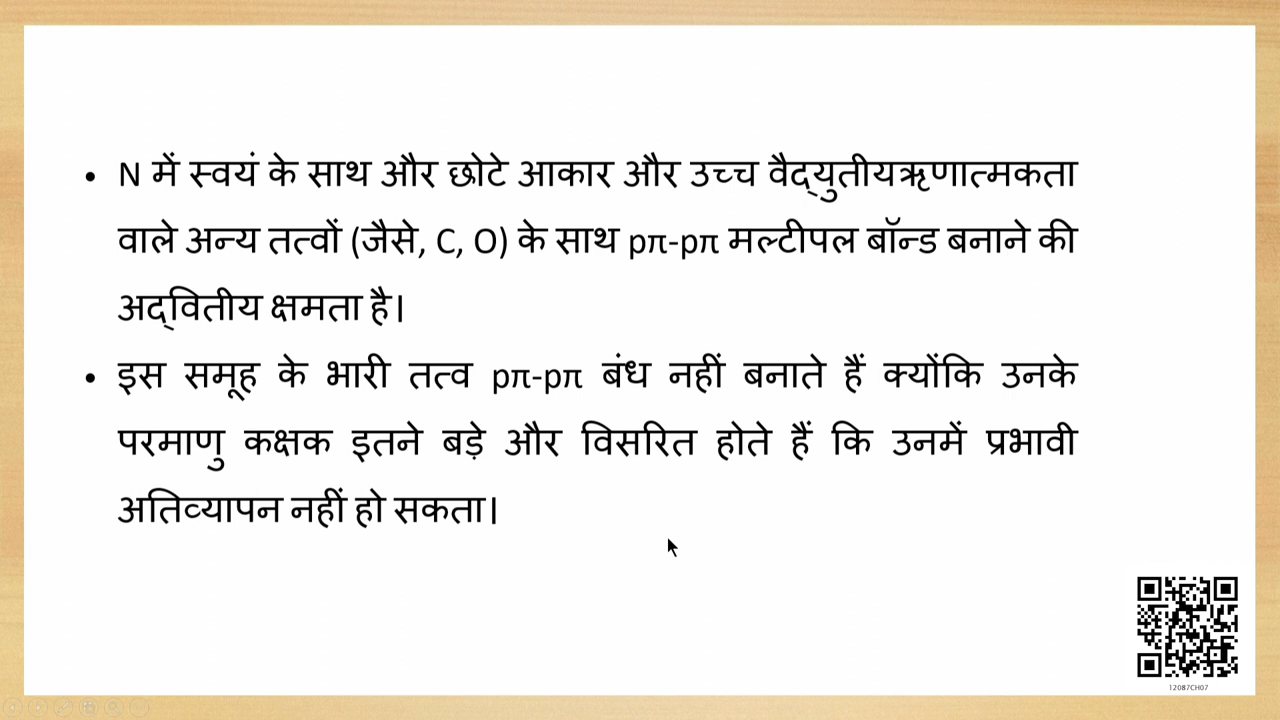 • N में स्वयं के साथ और छोटे आकार और उच्च वैद्युतीयऋणात्मकता
वाले अन्य तत्वों (जैसे, C, O) के साथ pπ-pπ मल्टीपल बॉन्ड बनाने की
अद्वितीय क्षमता है।
• इस समूह के भारी तत्व pπ-pπ बंध नहीं बनाते हैं क्योंकि उनके
परमाणु कक्षक इतने बड़े और विसरित होते हैं कि उनमें प्रभावी
अतिव्यापन नहीं हो सकता।
12087CH07